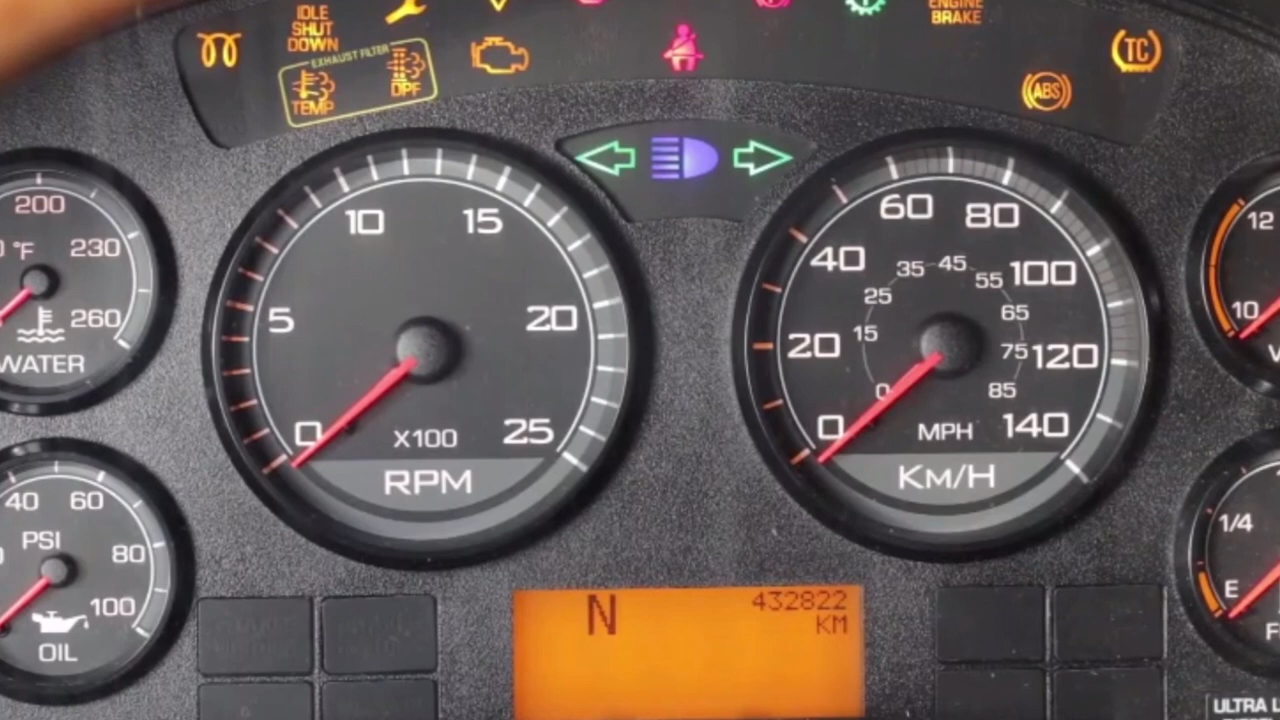 IDLE
SHUT
DOWN
ENGINE
BRAKE
EXHAUST FILTER
TEMP
DPF
TC
ABS
200
°F
230
260
WATER
0
5
10
15
20
25
X100
RPM
0
20
40
60
80
100
120
140
0
15
25
35
45
55
65
75
85
MPH
KM/H
12
10
40
60
PSI
80
100
OIL
1/4
E
N
432822
KM
ULTRA